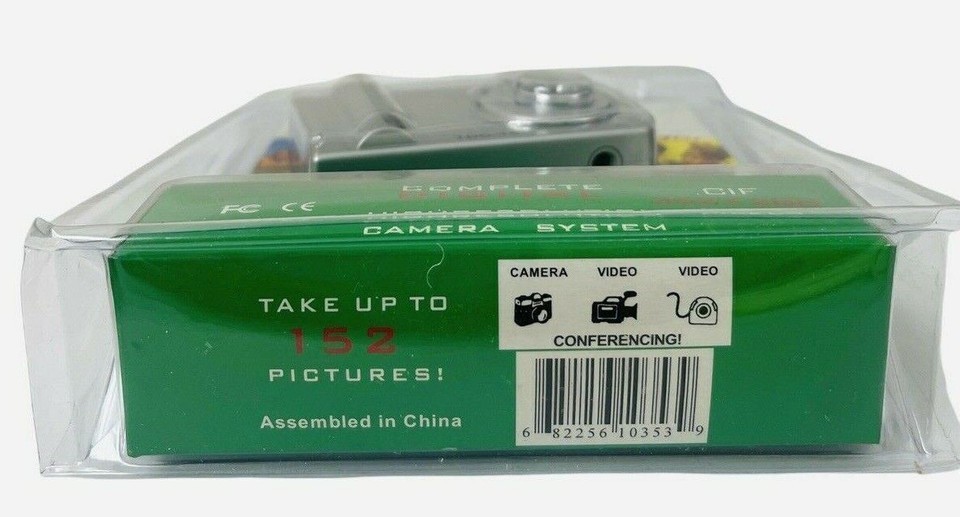 COMPLETE
CIF
FC CE
CAMERA SYSTEM
TAKE UP TO
152
PICTURES!
Assembled in China
CAMERA VIDEO VIDEO
CONFERENCING!
6 82256 10353 9